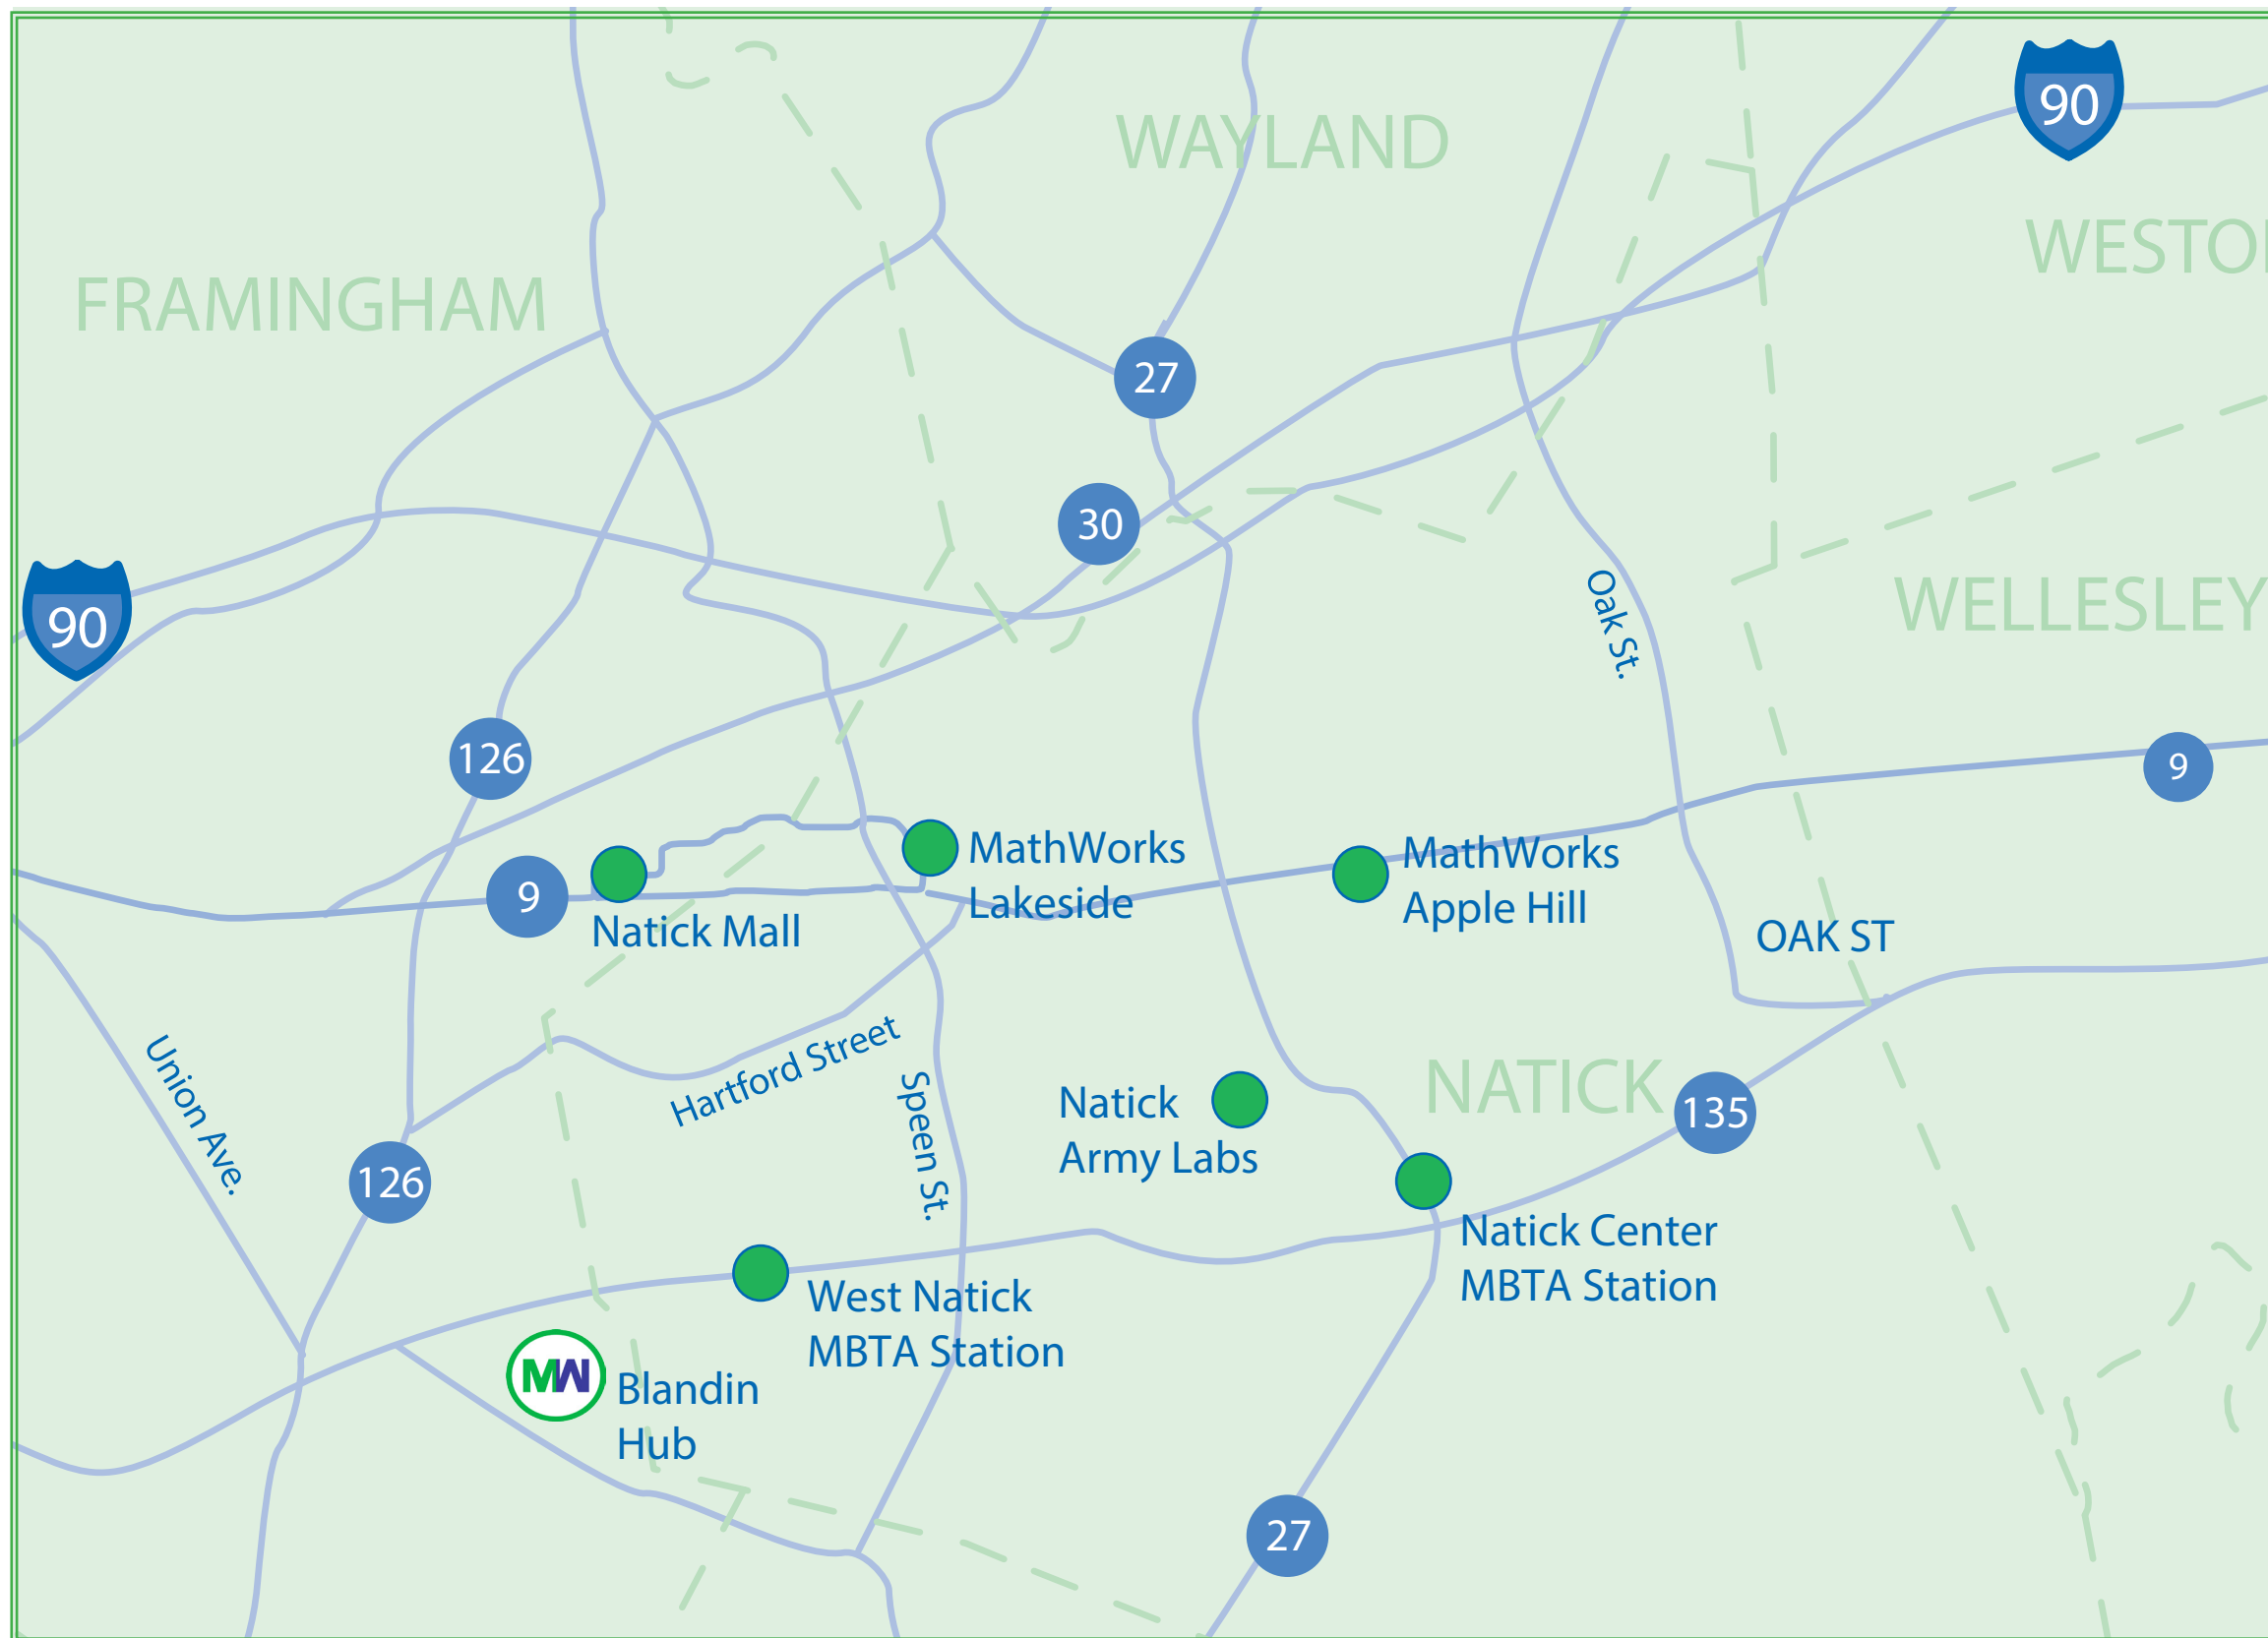 90
WAYLAND
WESTO
FRAMINGHAM
27
30
Oak St.
WELLESLEY
90
126
9
MathWorks
Lakeside
MathWorks
Apple Hill
9
Natick Mall
OAK ST
Union Ave.
Hartford Street
Speen St.
Natick
Army Labs
NATICK
135
126
Natick Center
MBTA Station
West Natick
MBTA Station
MW
Blandin
Hub
27